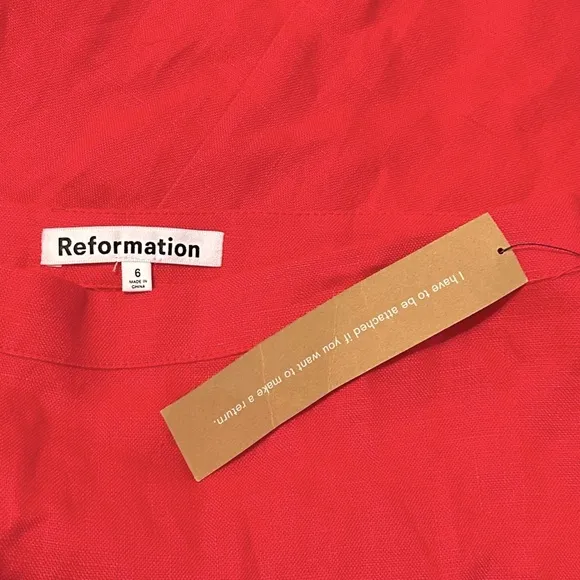 Reformation
6
MADE IN
CHINA
I have to be attached if you want to make a return.